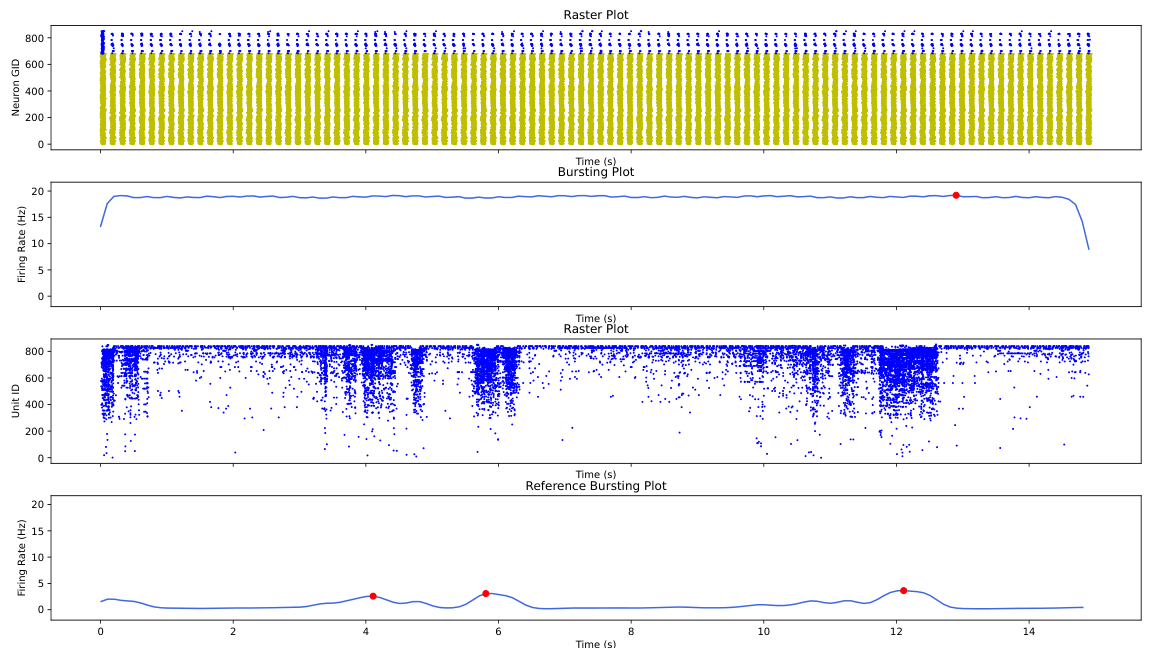 Raster Plot
800
600
400
200
0
Neuron GID
Time (s)
Bursting Plot
20
15
10
5
0
Firing Rate (Hz)
Time (s)
Raster Plot
800
600
400
200
0
Unit ID
Time (s)
Reference Bursting Plot
20
15
10
5
0
Firing Rate (Hz)
0 2 4 6 8 10 12 14
Time (s)